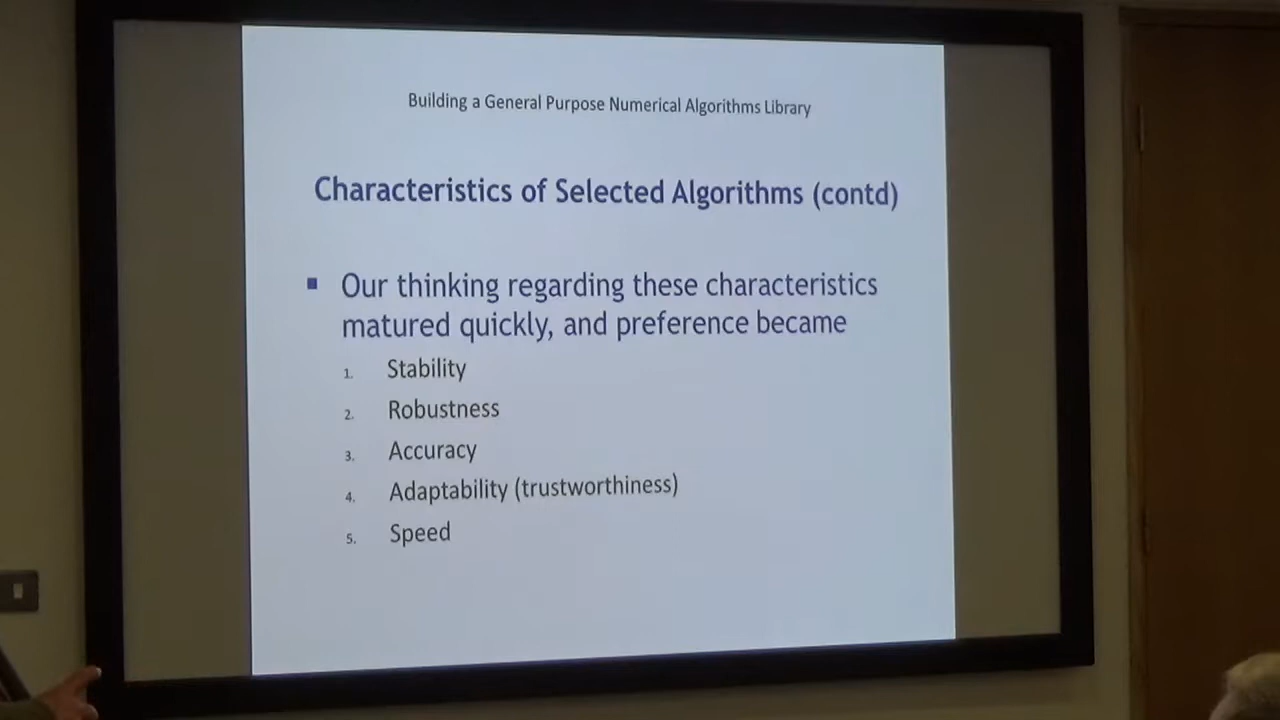 Building a General Purpose Numerical Algorithms Library
Characteristics of Selected Algorithms (contd)
Our thinking regarding these characteristics
matured quickly, and preference became
1. Stability
2. Robustness
3. Accuracy
4. Adaptability (trustworthiness)
5. Speed